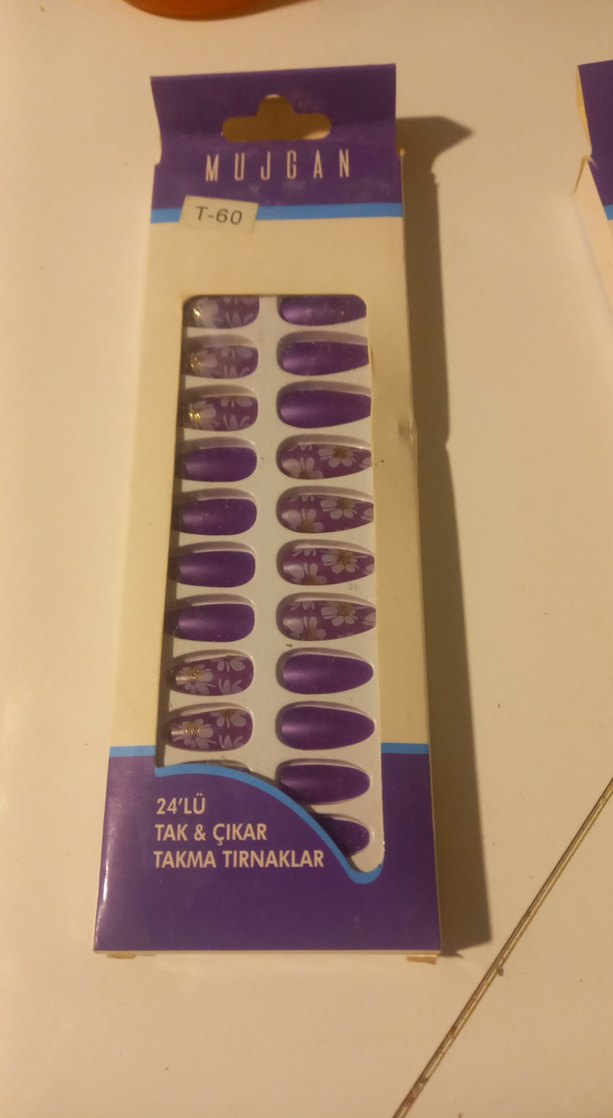 MUJGAN
T-60
24'LÜ
TAK & ÇIKAR
TAKMA TIRNAKLAR